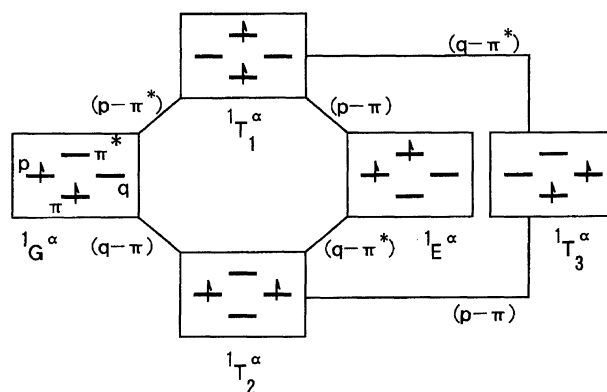 (p-π*)
(q-π*)
¹T₁^α
(p-π)
p
π*
q
π
¹G^α
(q-π)
(q-π*)
¹E^α
¹T₃^α
(p-π)
¹T₂^α